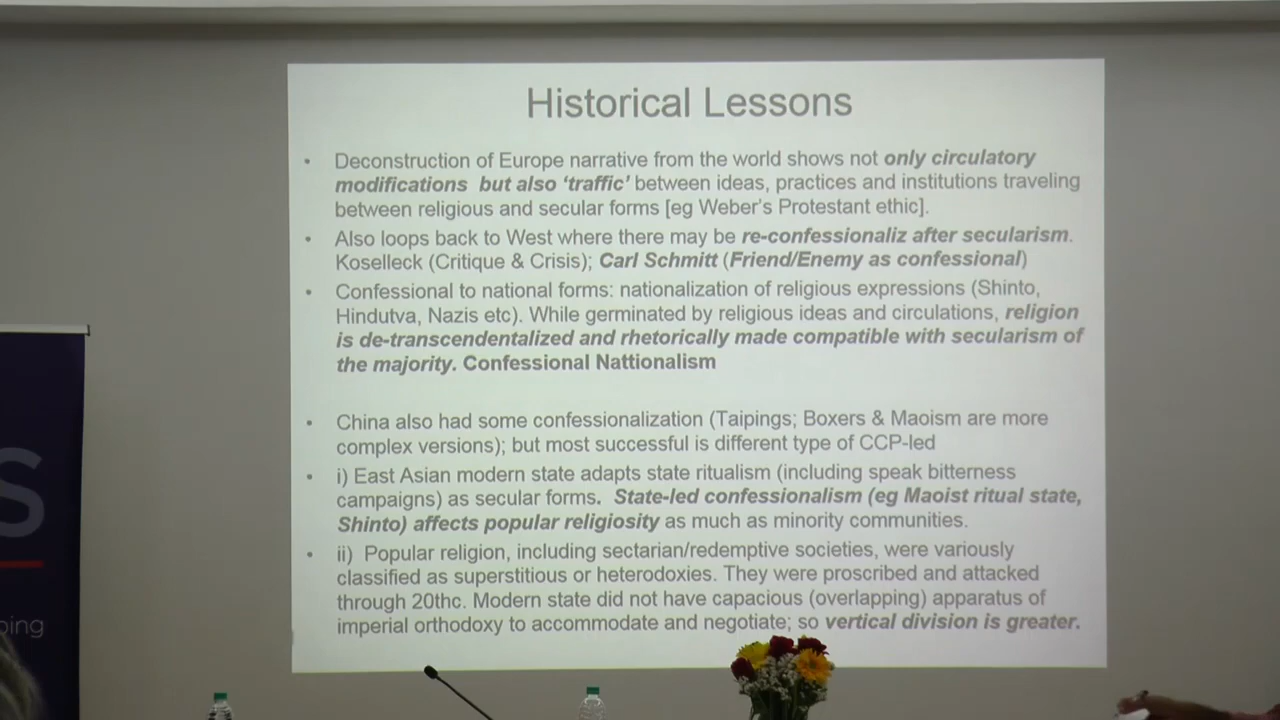 Historical Lessons
• Deconstruction of Europe narrative from the world shows not only circulatory
modifications but also ‘traffic’ between ideas, practices and institutions traveling
between religious and secular forms [eg Weber’s Protestant ethic].
• Also loops back to West where there may be re-confessionaliz after secularism.
Koselleck (Critique & Crisis); Carl Schmitt (Friend/Enemy as confessional)
• Confessional to national forms: nationalization of religious expressions (Shinto,
Hindutva, Nazis etc). While germinated by religious ideas and circulations, religion
is de-transcendentalized and rhetorically made compatible with secularism of
the majority. Confessional Nattionalism
• China also had some confessionalization (Taipings; Boxers & Maoism are more
complex versions); but most successful is different type of CCP-led
• i) East Asian modern state adapts state ritualism (including speak bitterness
campaigns) as secular forms. State-led confessionalism (eg Maoist ritual state,
Shinto) affects popular religiosity as much as minority communities.
• ii) Popular religion, including sectarian/redemptive societies, were variously
classified as superstitious or heterodoxies. They were proscribed and attacked
through 20thc. Modern state did not have capacious (overlapping) apparatus of
imperial orthodoxy to accommodate and negotiate; so vertical division is greater.
S
ping